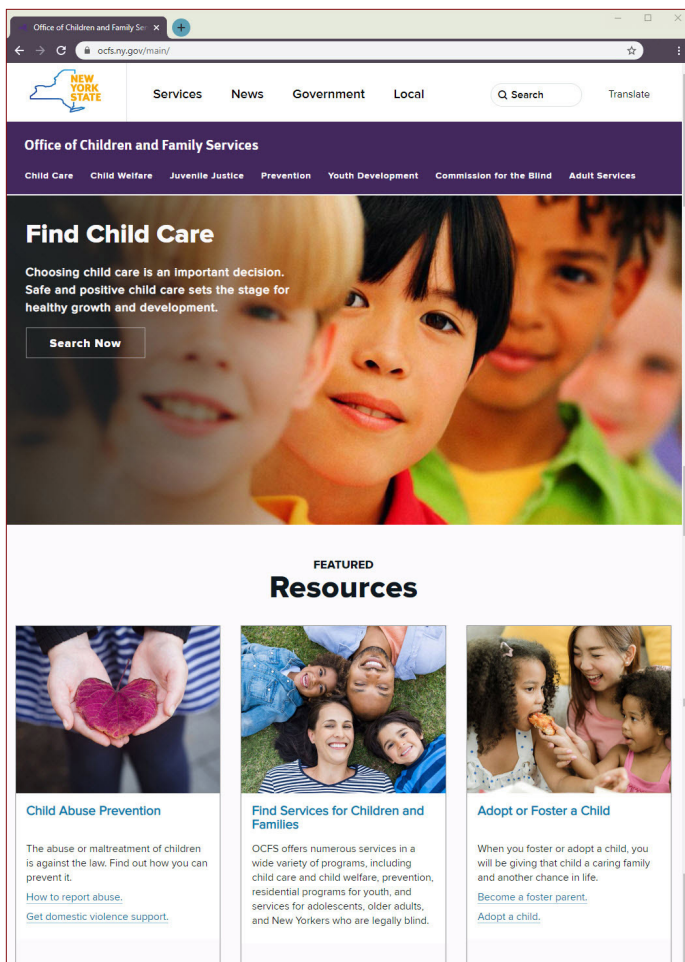 Office of Children and Family Ser
ocfs.ny.gov/main/
NEW
YORK
STATE
Services News Government Local Search Translate
Office of Children and Family Services
Child Care Child Welfare Juvenile Justice Prevention Youth Development Commission for the Blind Adult Services
Find Child Care
Choosing child care is an important decision.
Safe and positive child care sets the stage for
healthy growth and development.
Search Now
FEATURED
Resources
Child Abuse Prevention
The abuse or maltreatment of children
is against the law. Find out how you can
prevent it.
How to report abuse.
Get domestic violence support.
Find Services for Children and
Families
OCFS offers numerous services in a
wide variety of programs, including
child care and child welfare, prevention,
residential programs for youth, and
services for adolescents, older adults,
and New Yorkers who are legally blind.
Adopt or Foster a Child
When you foster or adopt a child, you
will be giving that child a caring family
and another chance in life.
Become a foster parent.
Adopt a child.